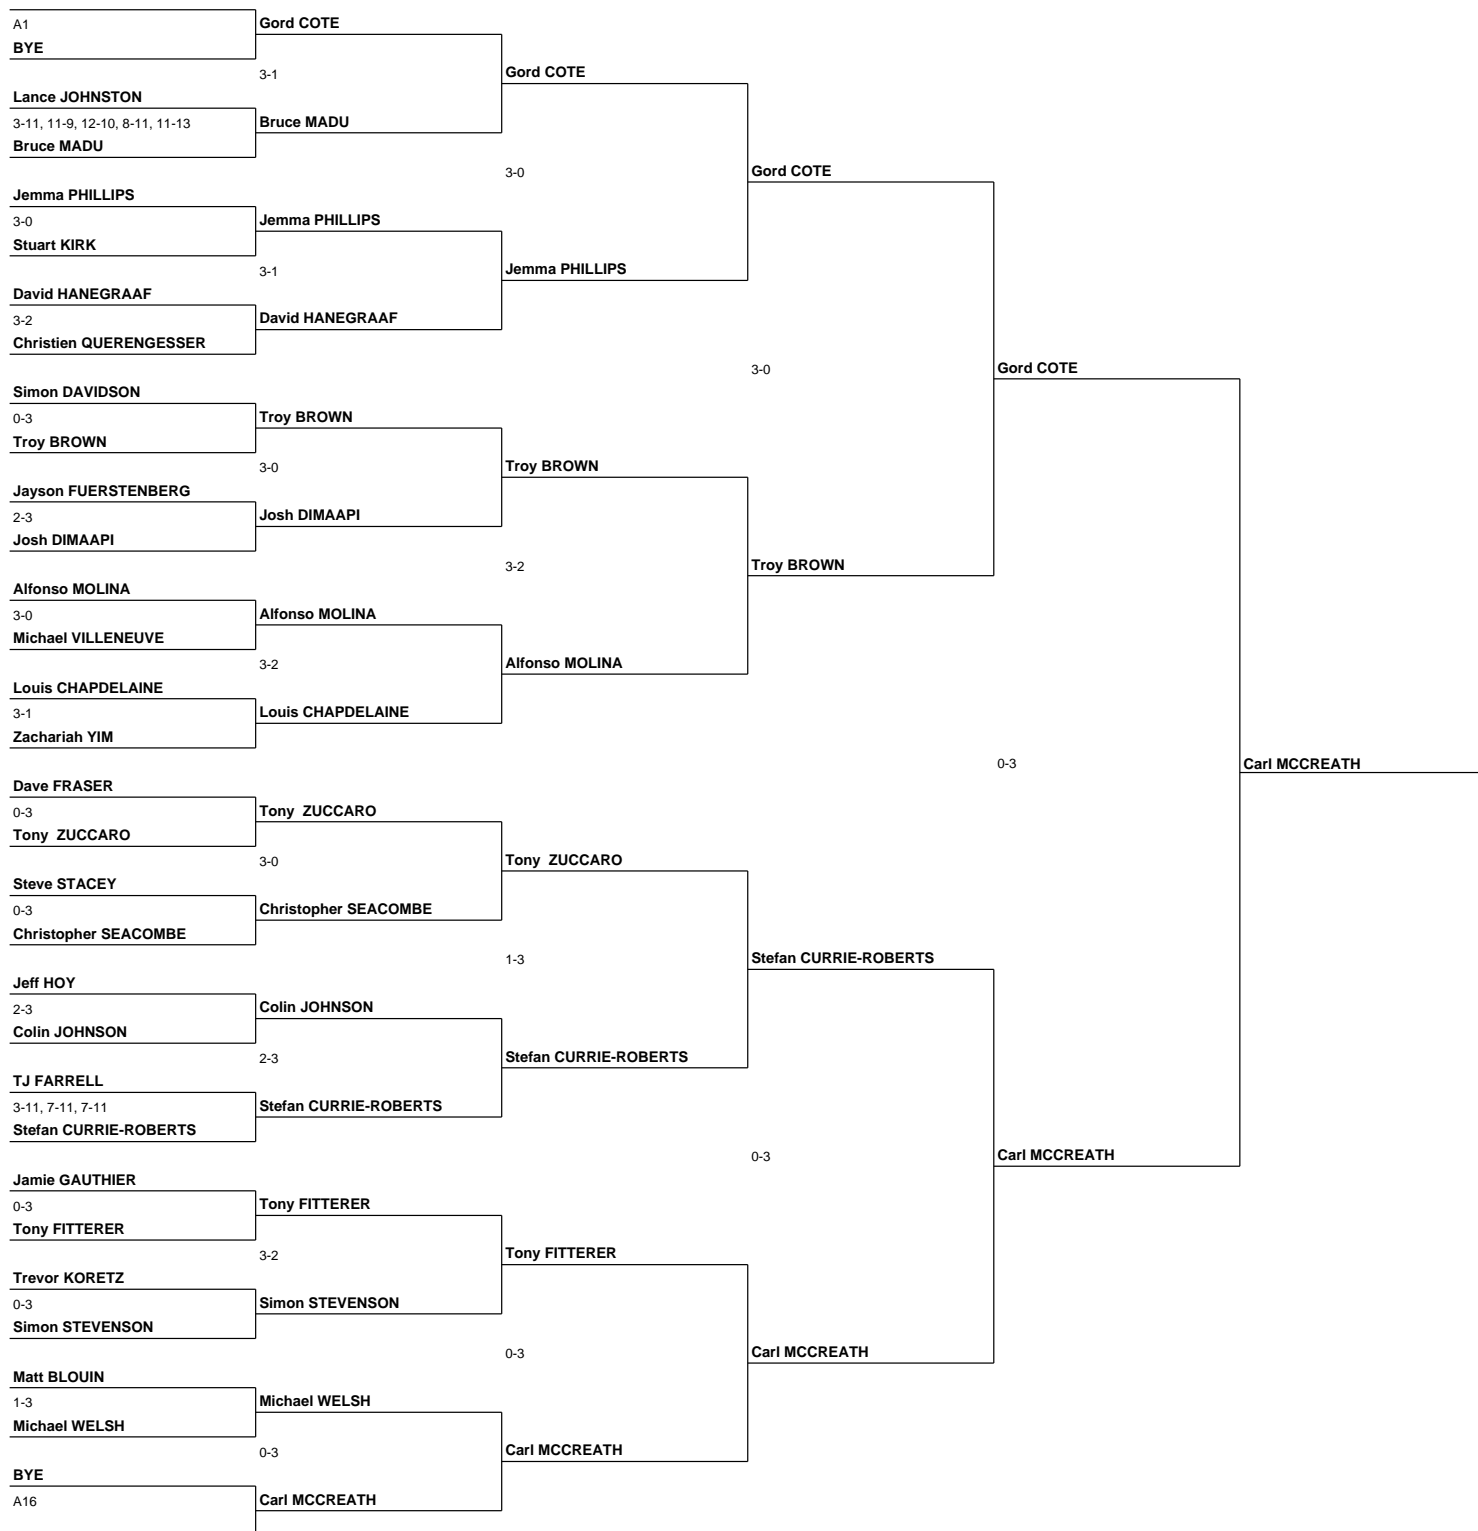 A1
BYE
Lance JOHNSTON
3-11, 11-9, 12-10, 8-11, 11-13
Bruce MADU
Jemma PHILLIPS
3-0
Stuart KIRK
David HANEGRAAF
3-2
Christien QUERENGESSER
Simon DAVIDSON
0-3
Troy BROWN
Jayson FUERSTENBERG
2-3
Josh DIMAAPI
Alfonso MOLINA
3-0
Michael VILLENEUVE
Louis CHAPDELAINE
3-1
Zachariah YIM
Dave FRASER
0-3
Tony  ZUCCARO
Steve STACEY
0-3
Christopher SEACOMBE
Jeff HOY
2-3
Colin JOHNSON
TJ FARRELL
3-11, 7-11, 7-11
Stefan CURRIE-ROBERTS
Jamie GAUTHIER
0-3
Tony FITTERER
Trevor KORETZ
0-3
Simon STEVENSON
Matt BLOUIN
1-3
Michael WELSH
BYE
A16
Gord COTE
3-1
Bruce MADU
Jemma PHILLIPS
3-1
David HANEGRAAF
Troy BROWN
3-0
Josh DIMAAPI
Alfonso MOLINA
3-2
Louis CHAPDELAINE
Tony  ZUCCARO
3-0
Christopher SEACOMBE
Colin JOHNSON
2-3
Stefan CURRIE-ROBERTS
Tony FITTERER
3-2
Simon STEVENSON
Michael WELSH
0-3
Carl MCCREATH
Gord COTE
3-0
Jemma PHILLIPS
Troy BROWN
3-2
Alfonso MOLINA
Tony  ZUCCARO
1-3
Stefan CURRIE-ROBERTS
Tony FITTERER
0-3
Carl MCCREATH
Gord COTE
3-0
Troy BROWN
Stefan CURRIE-ROBERTS
0-3
Carl MCCREATH
Gord COTE
0-3
Carl MCCREATH
Carl MCCREATH